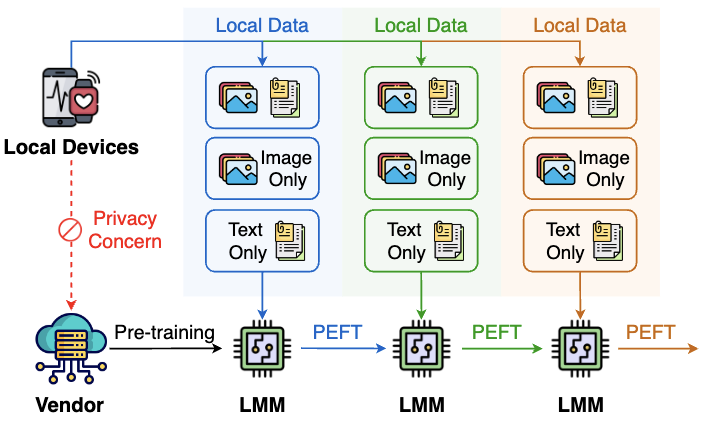 Local Data
Local Data
Local Data
Local Devices
Image
Only
Image
Only
Image
Only
Privacy
Concern
Text
Only
Text
Only
Text
Only
Pre-training
PEFT
PEFT
PEFT
Vendor
LMM
LMM
LMM